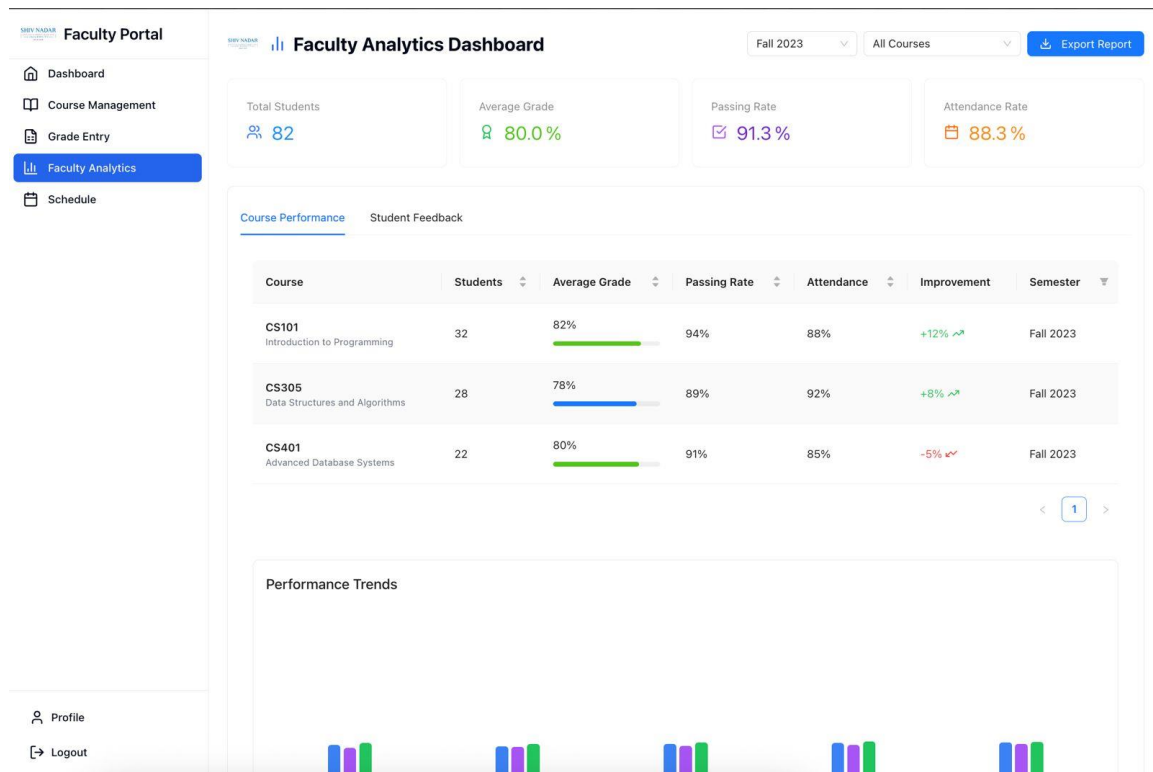 SHIV NADAR
Faculty Portal
Dashboard
Course Management
Grade Entry
Faculty Analytics
Schedule
Profile
Logout
SHIV NADAR
Faculty Analytics Dashboard
Fall 2023
All Courses
Export Report
Total Students
82
Average Grade
80.0 %
Passing Rate
91.3 %
Attendance Rate
88.3 %
Course Performance Student Feedback
Course Students Average Grade Passing Rate Attendance Improvement Semester
CS101
Introduction to Programming
32 82% 94% 88% +12% Fall 2023
CS305
Data Structures and Algorithms
28 78% 89% 92% +8% Fall 2023
CS401
Advanced Database Systems
22 80% 91% 85% -5% Fall 2023
< 1 >
Performance Trends